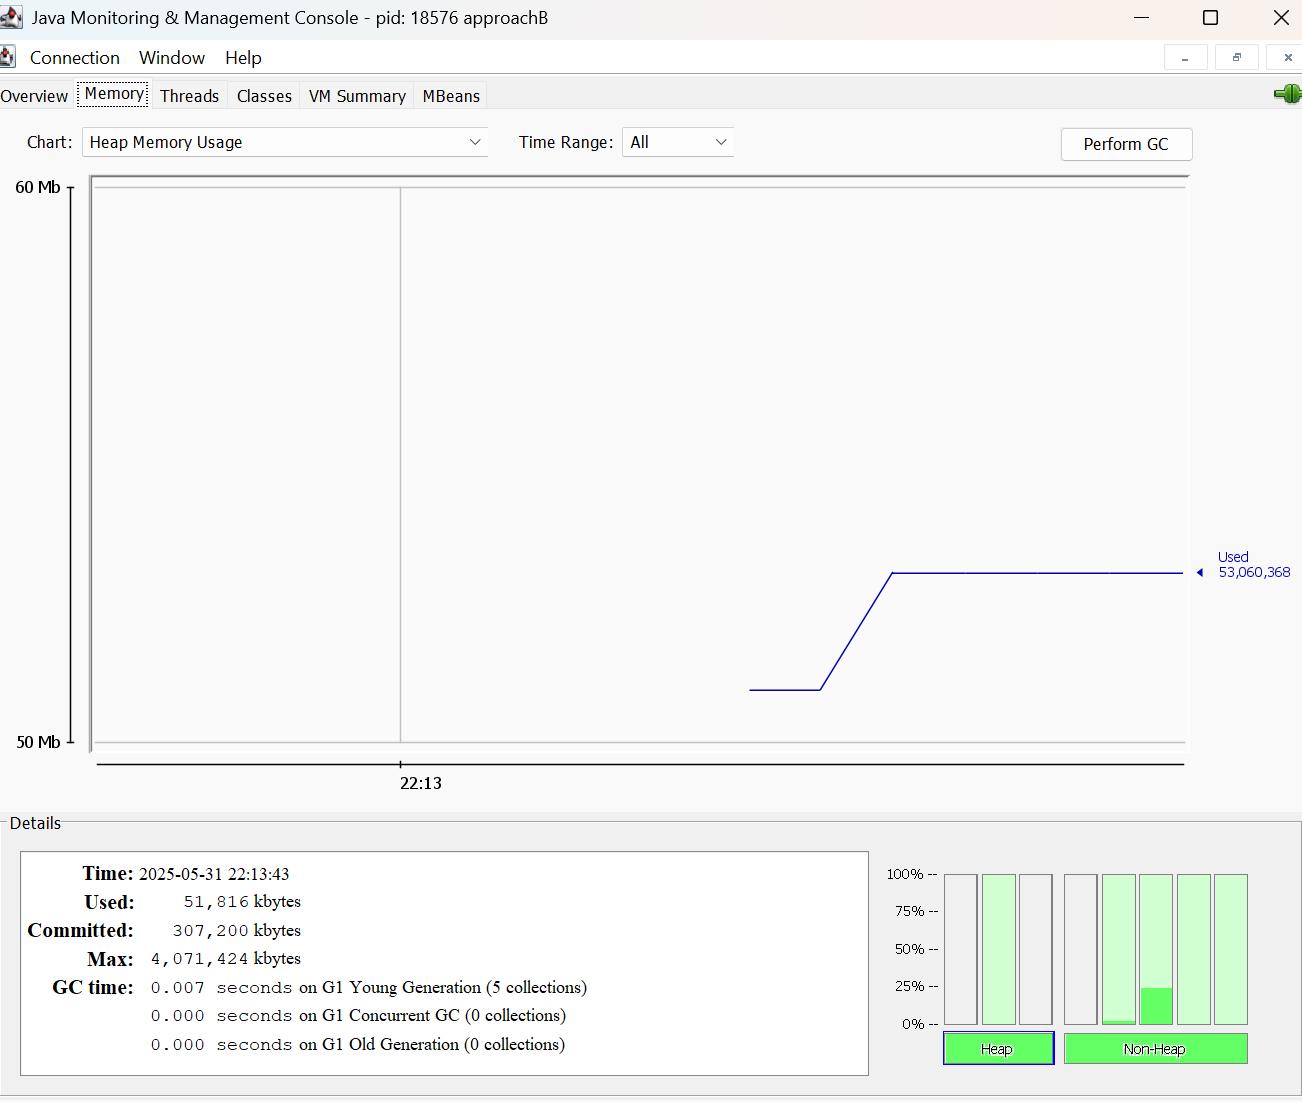 Java Monitoring & Management Console - pid: 18576 approachB
Connection Window Help
Overview Memory Threads Classes VM Summary MBeans
Chart: Heap Memory Usage Time Range: All Perform GC
60 Mb
Used
53,060,368
50 Mb
22:13
Details
Time: 2025-05-31 22:13:43
Used: 51,816 kbytes
Committed: 307,200 kbytes
Max: 4,071,424 kbytes
GC time: 0.007 seconds on G1 Young Generation (5 collections)
0.000 seconds on G1 Concurrent GC (0 collections)
0.000 seconds on G1 Old Generation (0 collections)
100% --
75% --
50% --
25% --
0% --
Heap Non-Heap